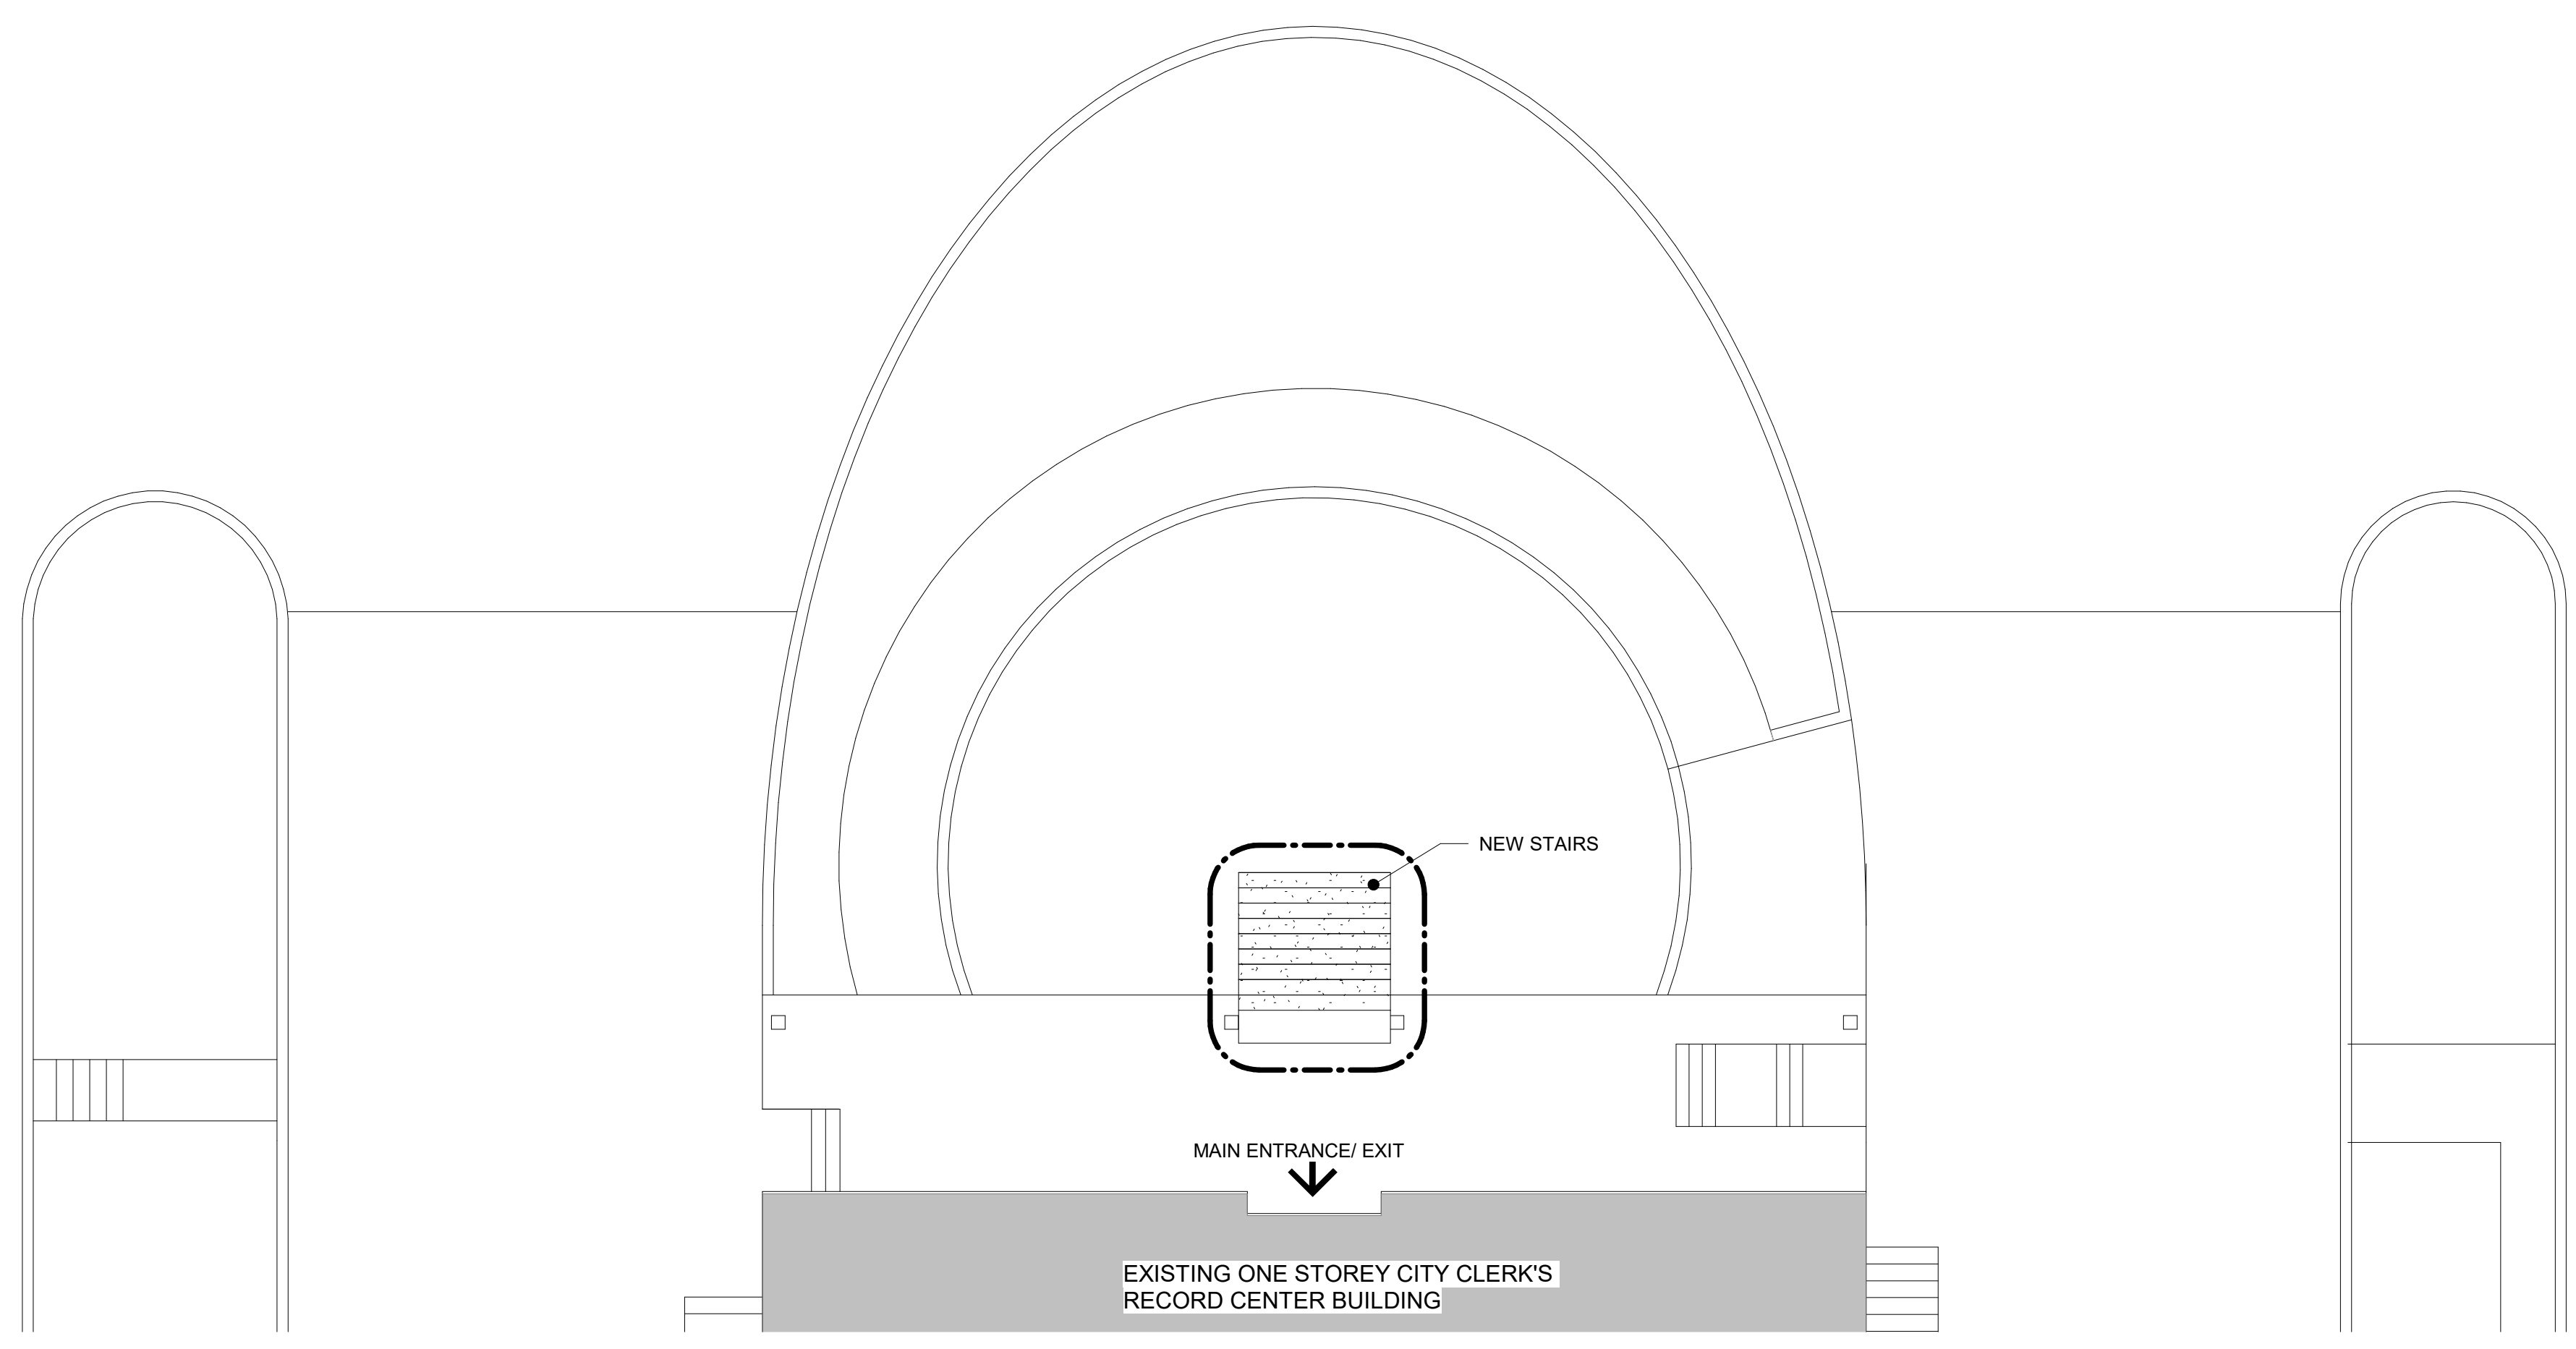 NEW STAIRS
MAIN ENTRANCE/ EXIT
EXISTING ONE STOREY CITY CLERK'S
RECORD CENTER BUILDING